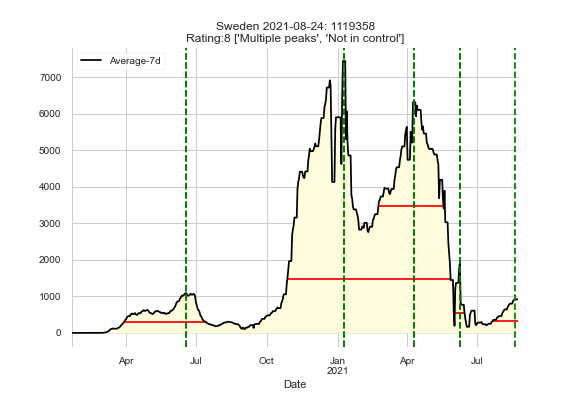 Sweden 2021-08-24: 1119358
Rating:8 ['Multiple peaks', 'Not in control']
Average-7d
7000
6000
5000
4000
3000
2000
1000
0
Apr Jul Oct Jan Apr Jul
2021
Date